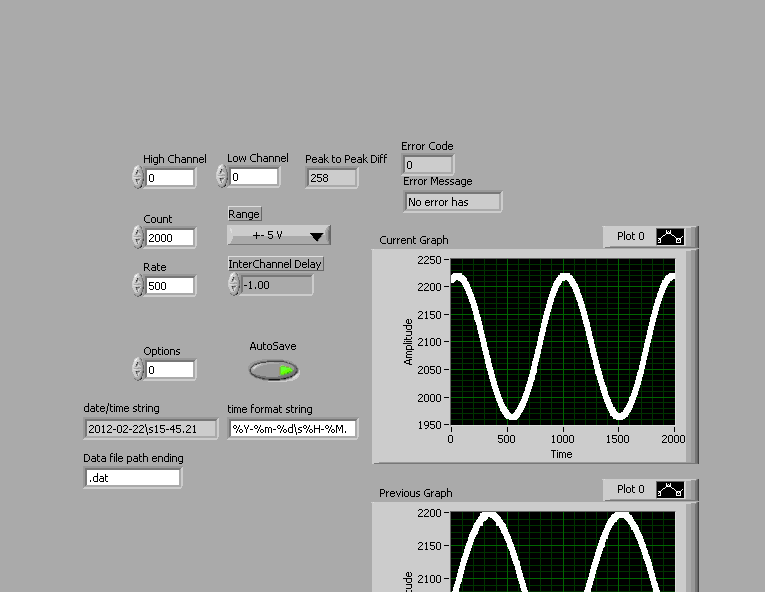 High Channel
0
Low Channel
0
Peak to Peak Diff
258
Error Code
0
Error Message
No error has
Count
2000
Range
+- 5 V
Rate
500
InterChannel Delay
-1.00
Options
0
AutoSave
date/time string
2012-02-22\s15-45.21
time format string
%Y-%m-%d\s%H-%M.
Data file path ending
.dat
Current Graph
Plot 0
2250
2200
2150
2100
2050
2000
1950
Amplitude
0
500
1000
1500
2000
Time
Previous Graph
Plot 0
2200
2150
2100